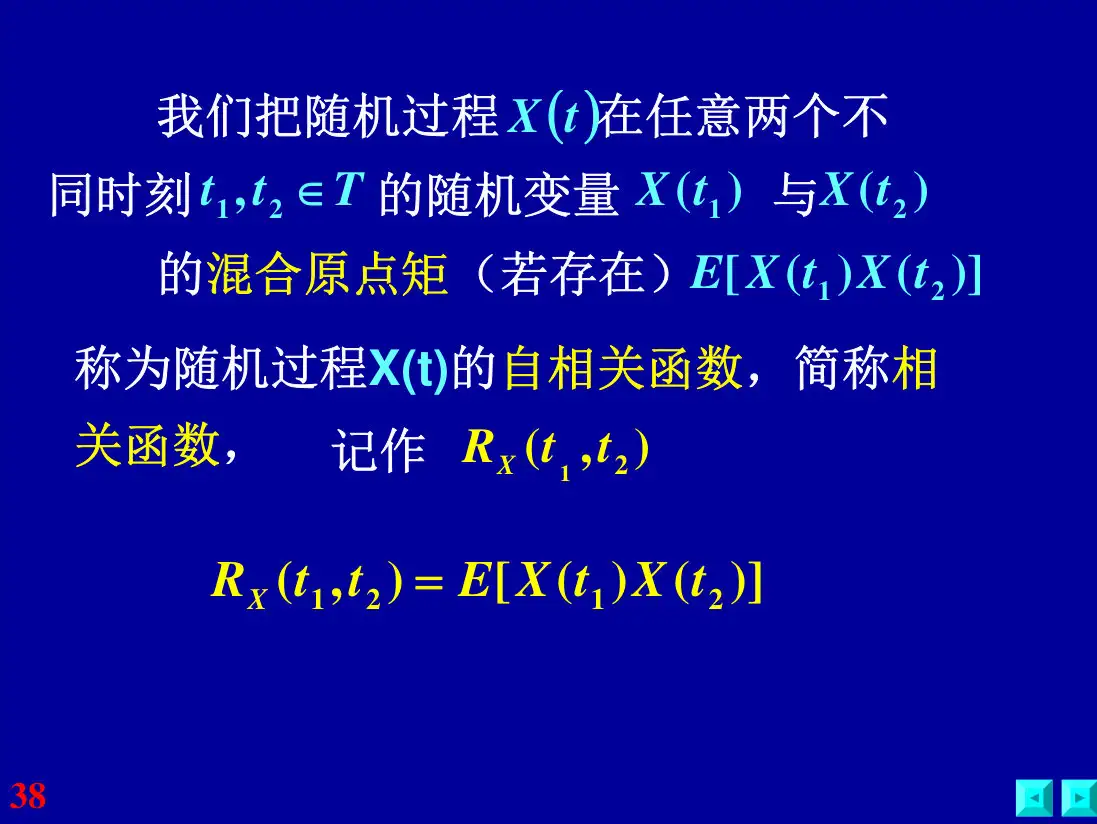 我们把随机过程 X(t)在任意两个不
同时刻 t₁,t₂ ∈ T 的随机变量 X(t₁) 与X(t₂)
的混合原点矩（若存在）E[X(t₁)X(t₂)]
称为随机过程X(t)的自相关函数，简称相
关函数， 记作 R_X(t₁,t₂)
R_X(t₁,t₂) = E[X(t₁)X(t₂)]
38